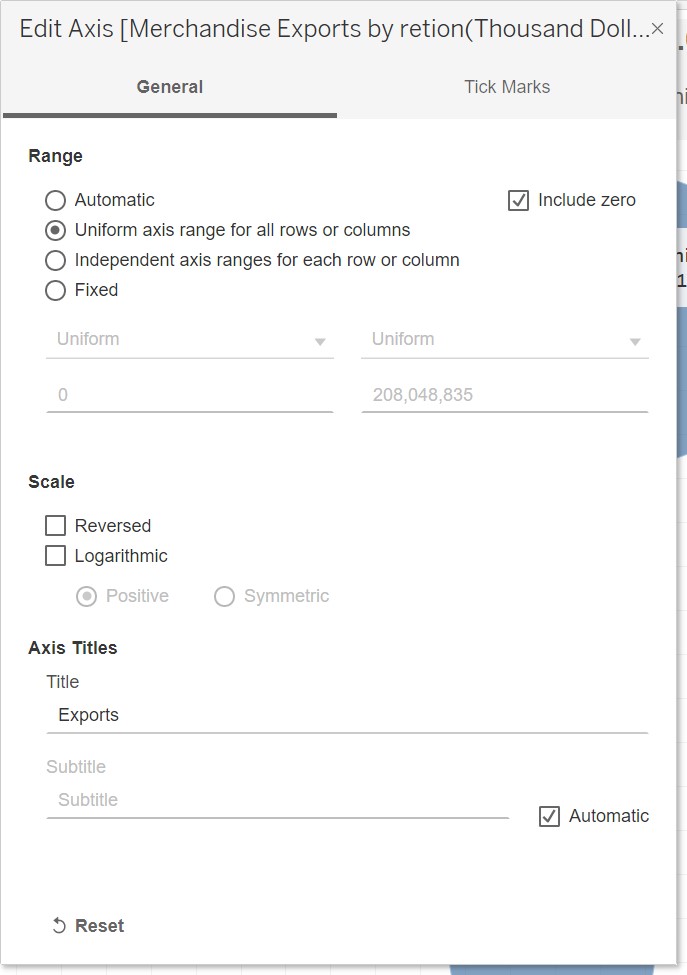 Edit Axis [Merchandise Exports by retion(Thousand Doll...
General Tick Marks
Range
Automatic Include zero
Uniform axis range for all rows or columns
Independent axis ranges for each row or column
Fixed
Uniform Uniform
0 208,048,835
Scale
Reversed
Logarithmic
Positive Symmetric
Axis Titles
Title
Exports
Subtitle
Subtitle
Automatic
Reset